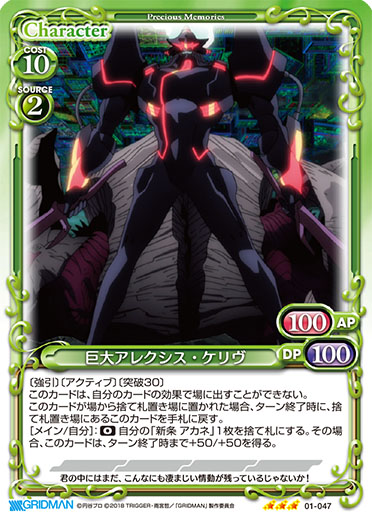 Precious Memories
Character
COST
10
SOURCE
2
100 AP
巨大アレクシス・ケリヴ
DP 100
〔強引〕〔アクティブ〕〔突破30〕
このカードは、自分のカードの効果で場に出すことができない。
このカードが場から捨て札置き場に置かれた場合、ターン終了時に、捨
て札置き場にあるこのカードを手札に戻す。
[メイン/自分]:0 自分の「新条 アカネ」1枚を捨て札にする。その場
合、このカードは、ターン終了時まで+50/+50を得る。
君の中にはまだ、こんなにも凄まじい情動が残っているじゃないか!
GRIDMAN ©円谷プロ ©2018 TRIGGER・雨宮哲/「GRIDMAN」製作委員会 01-047